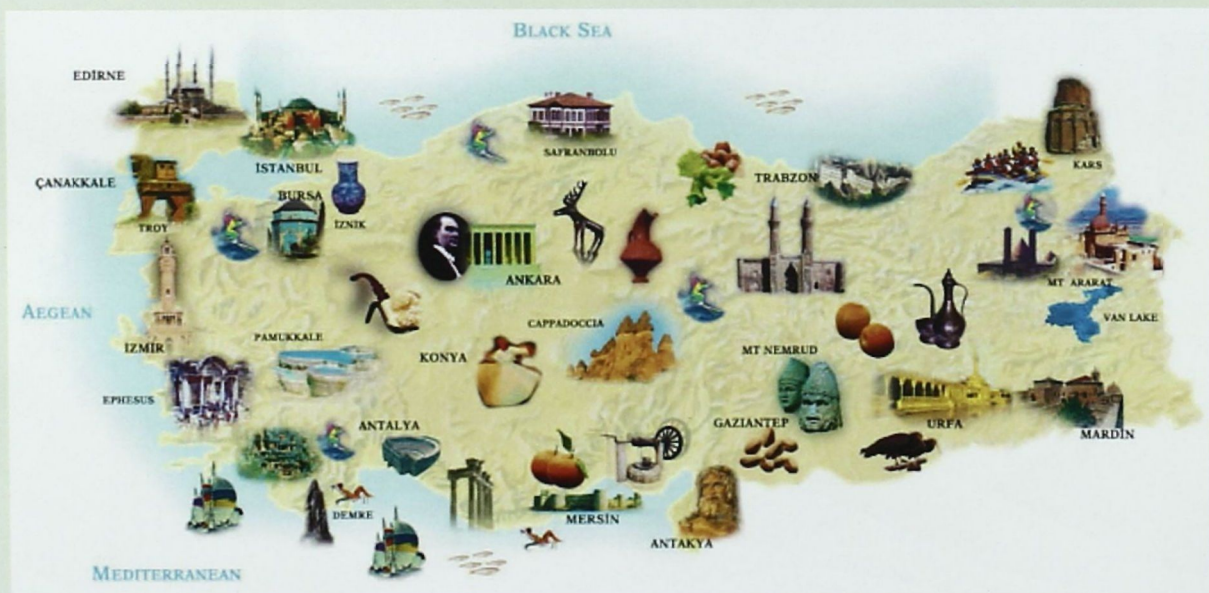 BLACK SEA
EDİRNE
İSTANBUL
SAFRANBOLU
KARS
ÇANAKKALE
TRABZON
BURSA
TROY
İZNIK
ANKARA
MT ARARAT
AEGEAN
VAN LAKE
CAPPADOCCIA
PAMUKKALE
İZMİR
KONYA
MT NEMRUD
EPHESUS
ANTALYA
GAZIANTEP
URFA
MARDİN
DEMRE
MERSİN
ANTAKYA
MEDITERRANEAN